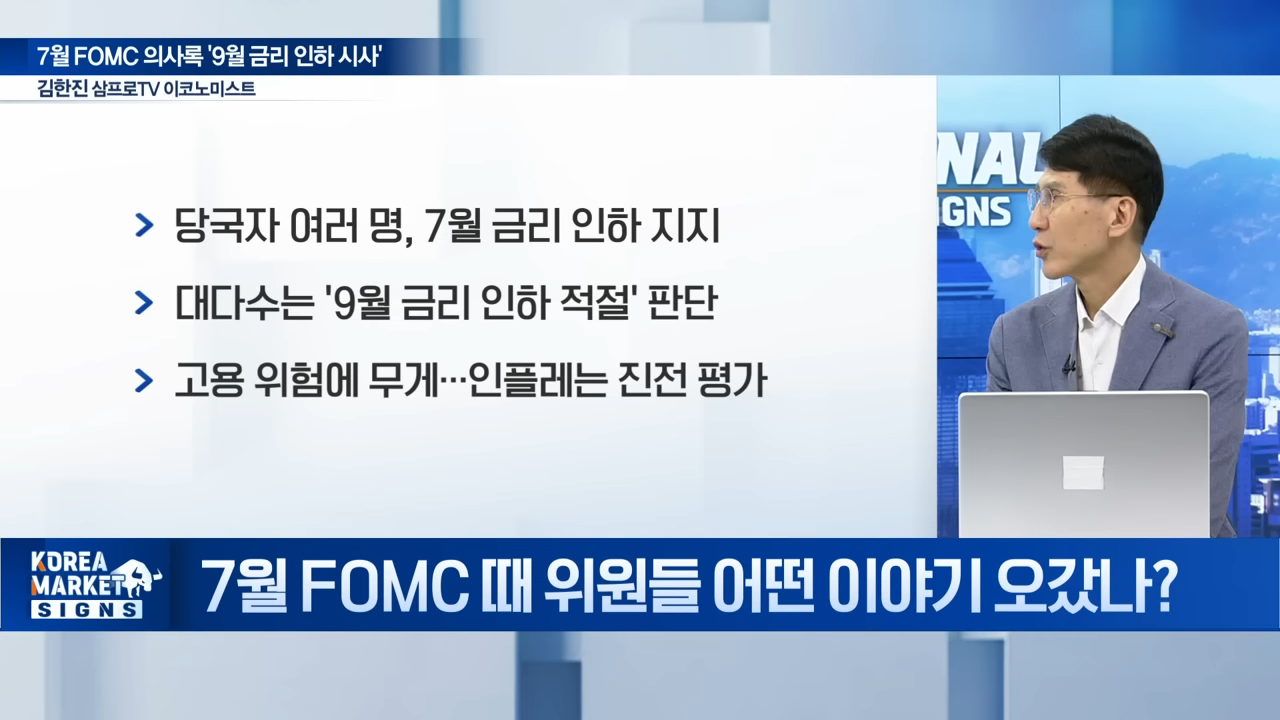 7월 FOMC 의사록 '9월 금리 인하 시사'
김한진 삼프로TV 이코노미스트
당국자 여러 명, 7월 금리 인하 지지
대다수는 '9월 금리 인하 적절' 판단
고용 위험에 무게…인플레는 진전 평가
NAL
IGNS
KOREA
MARKET
SIGNS
7월 FOMC 때 위원들 어떤 이야기 오갔나?